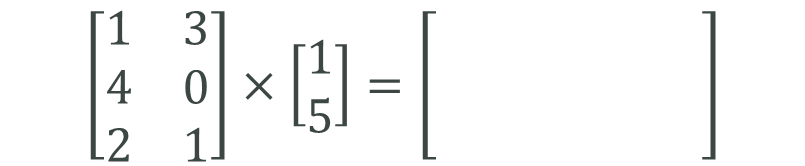 [1 3
4 0
2 1] × [1
5] = [ ]